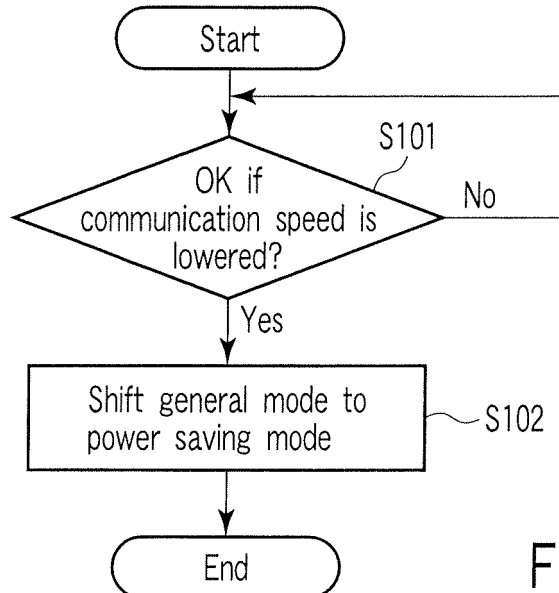 Start
S101
OK if
communication speed is
lowered?
No
Yes
Shift general mode to
power saving mode
S102
End
F